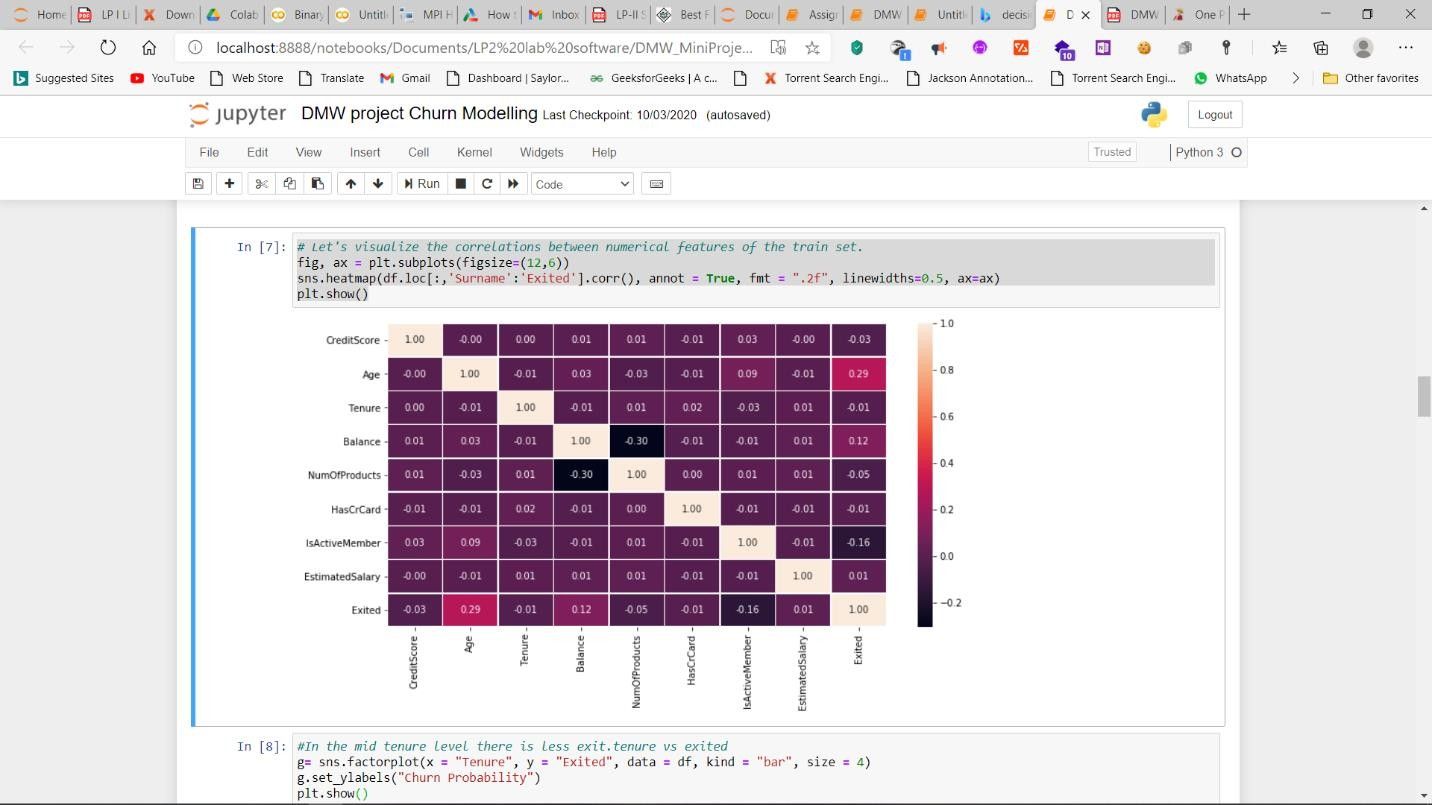 Home LP I Li Down Colab Binary Untitl MPI H How t Inbox LP-II S Best F Docur Assigr DMW Untitl decis D DMW One P
localhost:8888/notebooks/Documents/LP2%20lab%20software/DMW_MiniProje...
10
Suggested Sites YouTube Web Store Translate Gmail Dashboard | Saylor... GeeksforGeeks | A c... Torrent Search Engi... Jackson Annotation... Torrent Search Engi... WhatsApp Other favorites
jupyter DMW project Churn Modelling Last Checkpoint: 10/03/2020 (autosaved) Logout
File Edit View Insert Cell Kernel Widgets Help Trusted Python 3
Run Code
In [7]: # Let's visualize the correlations between numerical features of the train set.
fig, ax = plt.subplots(figsize=(12,6))
sns.heatmap(df.loc[:,'Surname':'Exited'].corr(), annot = True, fmt = ".2f", linewidths=0.5, ax=ax)
plt.show()
CreditScore 1.00 -0.00 0.00 0.01 0.01 -0.01 0.03 -0.00 -0.03
Age -0.00 1.00 -0.01 0.03 -0.03 -0.01 0.09 -0.01 0.29
Tenure 0.00 -0.01 1.00 -0.01 0.01 0.02 -0.03 0.01 -0.01
Balance 0.01 0.03 -0.01 1.00 -0.30 -0.01 -0.01 0.01 0.12
NumOfProducts 0.01 -0.03 0.01 -0.30 1.00 0.00 0.01 0.01 -0.05
HasCrCard -0.01 -0.01 0.02 -0.01 0.00 1.00 -0.01 -0.01 -0.01
IsActiveMember 0.03 0.09 -0.03 -0.01 0.01 -0.01 1.00 -0.01 -0.16
EstimatedSalary -0.00 -0.01 0.01 0.01 0.01 -0.01 -0.01 1.00 0.01
Exited -0.03 0.29 -0.01 0.12 -0.05 -0.01 -0.16 0.01 1.00
CreditScore Age Tenure Balance NumOfProducts HasCrCard IsActiveMember EstimatedSalary Exited
1.0
0.8
0.6
0.4
0.2
0.0
-0.2
In [8]: #In the mid tenure level there is less exit.tenure vs exited
g= sns.factorplot(x = "Tenure", y = "Exited", data = df, kind = "bar", size = 4)
g.set_ylabels("Churn Probability")
plt.show()